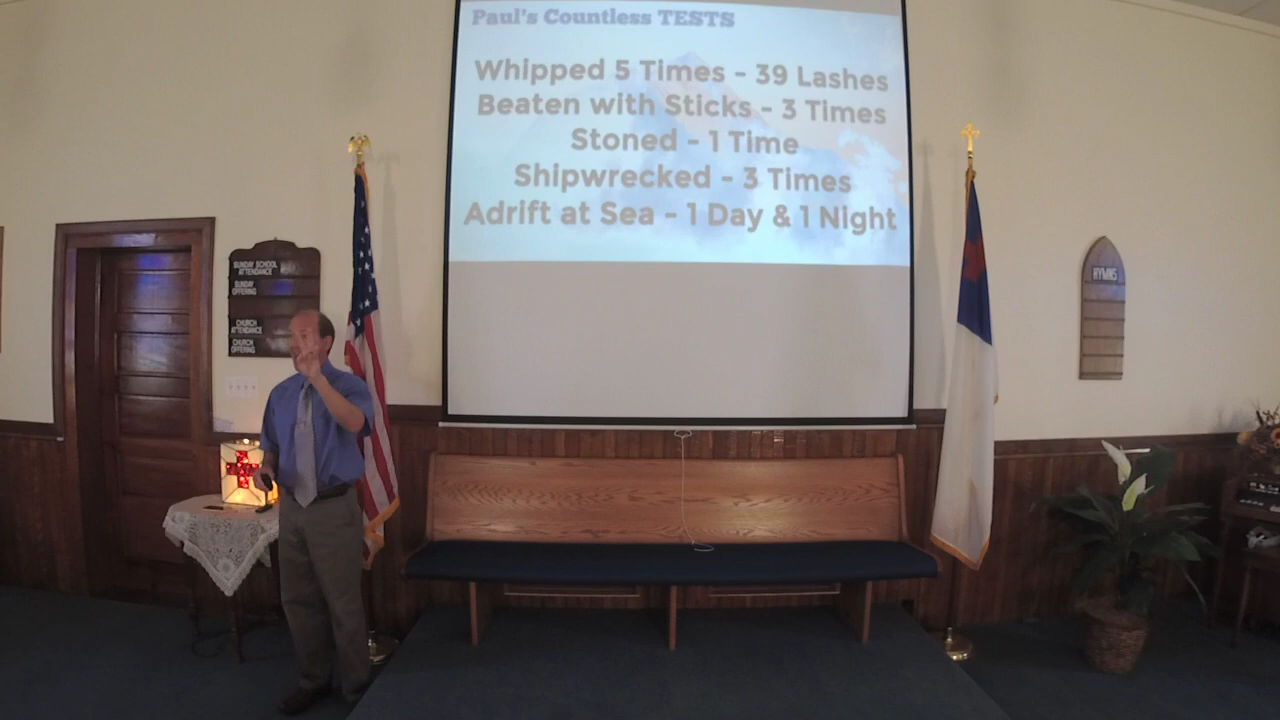 Paul's Countless TESTS
Whipped 5 Times - 39 Lashes
Beaten with Sticks - 3 Times
Stoned - 1 Time
Shipwrecked - 3 Times
Adrift at Sea - 1 Day & 1 Night
SUNDAY SCHOOL
ATTENDANCE
SUNDAY
OFFERING
CHURCH
ATTENDANCE
CHURCH
OFFERING
HYMNS